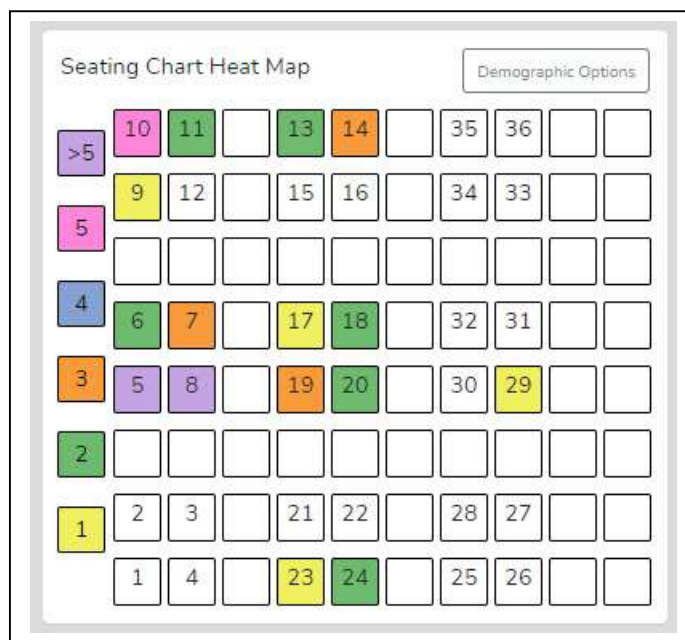 Seating Chart Heat Map
Demographic Options
10 11 13 14 35 36
>5
9 12 15 16 34 33
5
4
6 7 17 18 32 31
3
5 8 19 20 30 29
2
2 3 21 22 28 27
1
1 4 23 24 25 26